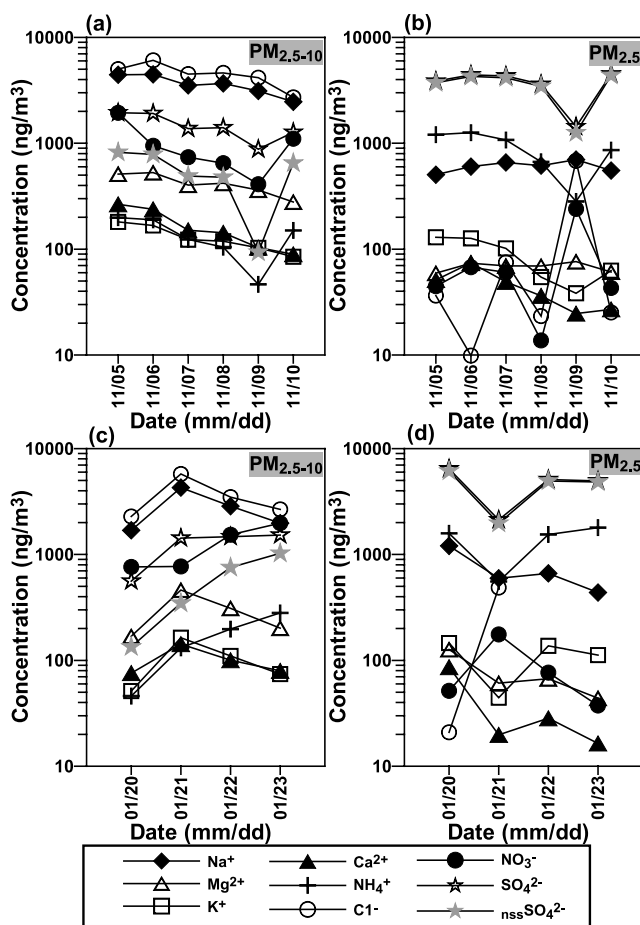 (a)
PM2.5-10
Concentration (ng/m³)
10000
1000
100
10
11/05
11/06
11/07
11/08
11/09
11/10
Date (mm/dd)
(b)
PM2.5
Concentration (ng/m³)
10000
1000
100
10
11/05
11/06
11/07
11/08
11/09
11/10
Date (mm/dd)
(c)
PM2.5-10
Concentration (ng/m³)
10000
1000
100
10
01/20
01/21
01/22
01/23
Date (mm/dd)
(d)
PM2.5
Concentration (ng/m³)
10000
1000
100
10
01/20
01/21
01/22
01/23
Date (mm/dd)
Na⁺
Ca²⁺
NO₃⁻
Mg²⁺
NH₄⁺
SO₄²⁻
K⁺
C1⁻
nssSO₄²⁻